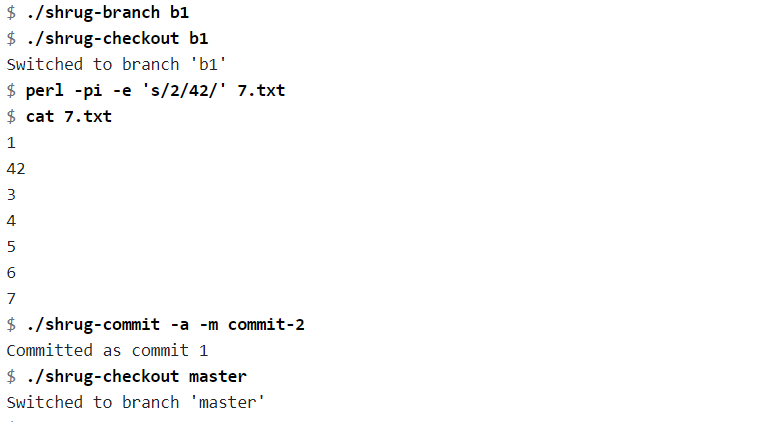 $ ./shrug-branch b1
$ ./shrug-checkout b1
Switched to branch 'b1'
$ perl -pi -e 's/2/42/' 7.txt
$ cat 7.txt
1
42
3
4
5
6
7
$ ./shrug-commit -a -m commit-2
Committed as commit 1
$ ./shrug-checkout master
Switched to branch 'master'